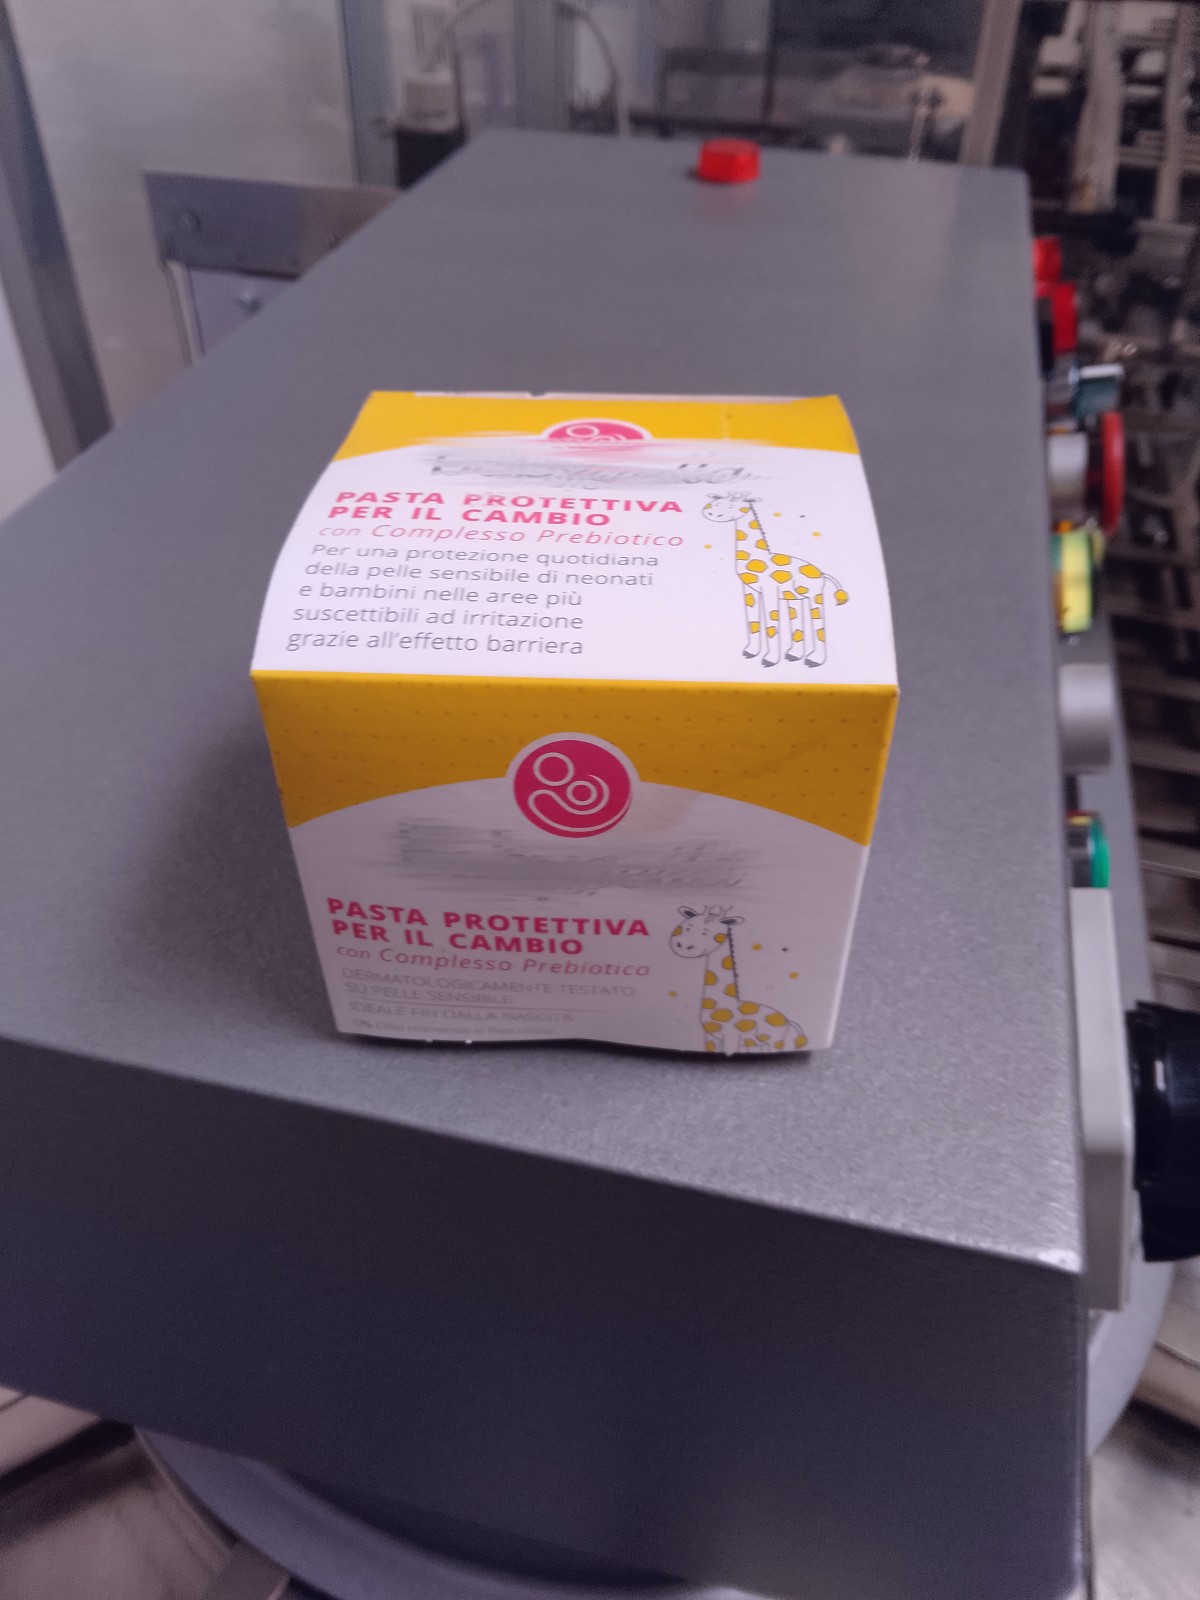 PASTA PROTETTIVA
PER IL CAMBIO
con Complesso Prebiotico
Per una protezione quotidiana
della pelle sensibile di neonati
e bambini nelle aree più
suscettibili ad irritazione
grazie all'effetto barriera
PASTA PROTETTIVA
PER IL CAMBIO
con Complesso Prebiotico
DERMATOLOGICAMENTE TESTATO
SU PELLE SENSIBILE
IDEALE FIN DALLA NASCITA